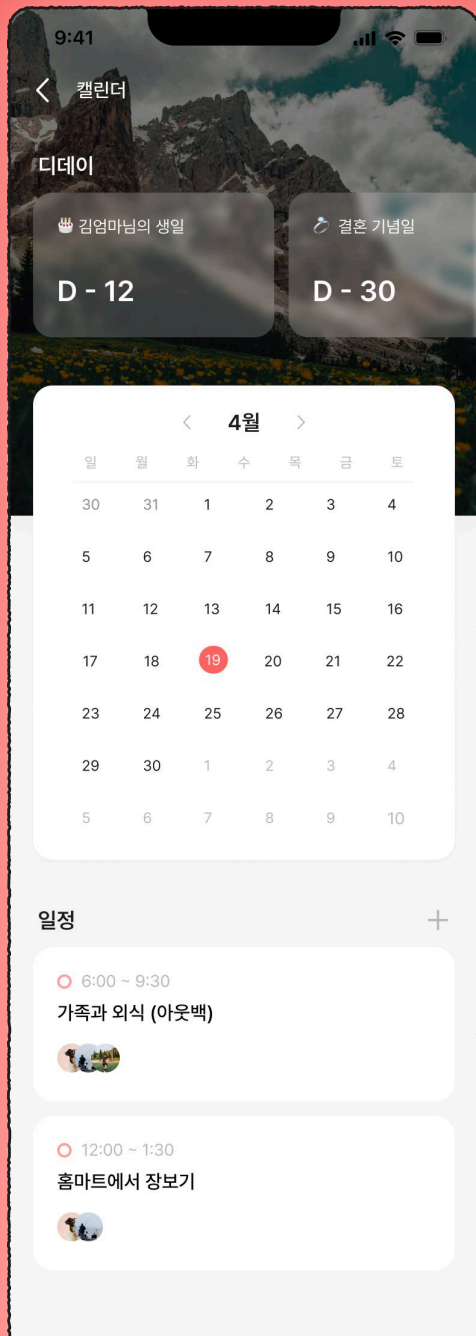 9:41
캘린더
디데이
🎂 김엄마님의 생일
D - 12
💍 결혼 기념일
D - 30
< 4월 >
일 월 화 수 목 금 토
30 31 1 2 3 4
5 6 7 8 9 10
11 12 13 14 15 16
17 18 19 20 21 22
23 24 25 26 27 28
29 30 1 2 3 4
5 6 7 8 9 10
일정
6:00 ~ 9:30
가족과 외식 (아웃백)
12:00 ~ 1:30
홈마트에서 장보기